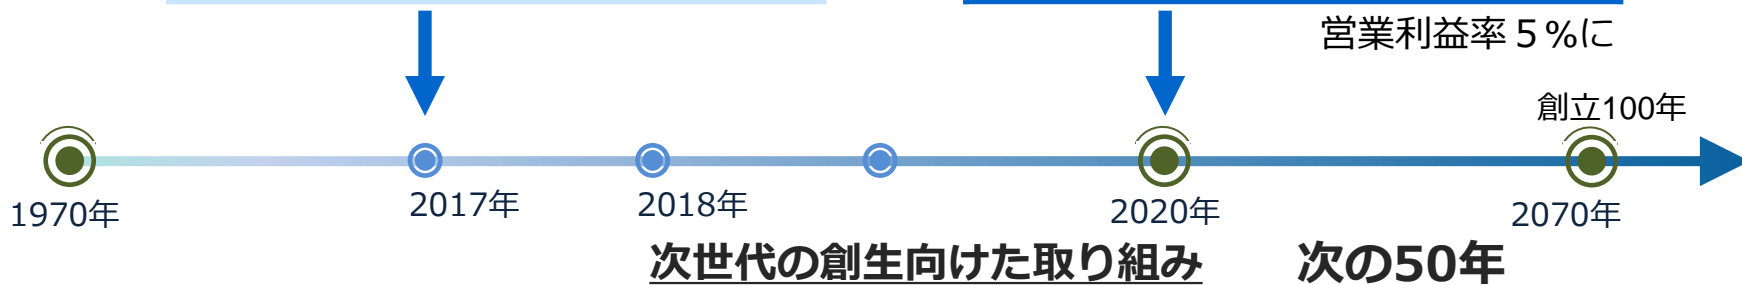 営業利益率５%に
創立100年
1970年
2017年
2018年
2020年
2070年
次世代の創生向けた取り組み
次の50年